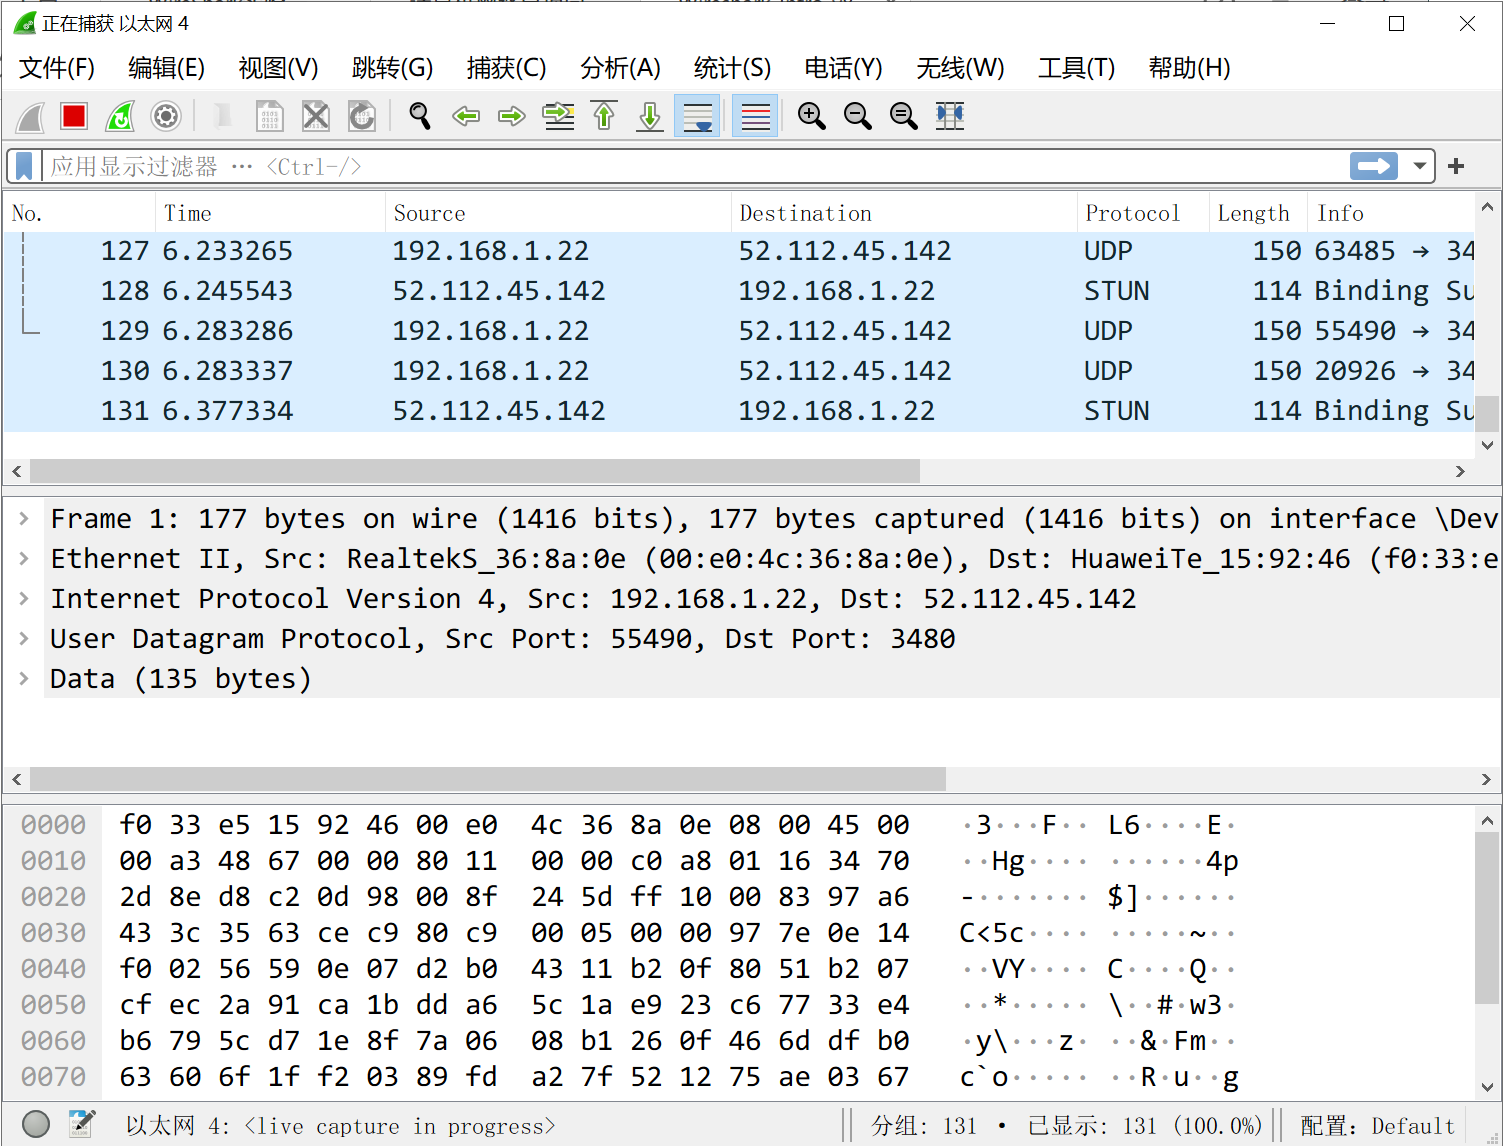 正在捕获 以太网 4
文件(F) 编辑(E) 视图(V) 跳转(G) 捕获(C) 分析(A) 统计(S) 电话(Y) 无线(W) 工具(T) 帮助(H)
应用显示过滤器 ··· <Ctrl-/>
No. Time Source Destination Protocol Length Info
127 6.233265 192.168.1.22 52.112.45.142 UDP 150 63485 → 34
128 6.245543 52.112.45.142 192.168.1.22 STUN 114 Binding Su
129 6.283286 192.168.1.22 52.112.45.142 UDP 150 55490 → 34
130 6.283337 192.168.1.22 52.112.45.142 UDP 150 20926 → 34
131 6.377334 52.112.45.142 192.168.1.22 STUN 114 Binding Su
Frame 1: 177 bytes on wire (1416 bits), 177 bytes captured (1416 bits) on interface \Dev
Ethernet II, Src: RealtekS_36:8a:0e (00:e0:4c:36:8a:0e), Dst: HuaweiTe_15:92:46 (f0:33:e
Internet Protocol Version 4, Src: 192.168.1.22, Dst: 52.112.45.142
User Datagram Protocol, Src Port: 55490, Dst Port: 3480
Data (135 bytes)
0000 f0 33 e5 15 92 46 00 e0 4c 36 8a 0e 08 00 45 00 ·3···F·· L6····E·
0010 00 a3 48 67 00 00 80 11 00 00 c0 a8 01 16 34 70 ··Hg···· ······4p
0020 2d 8e d8 c2 0d 98 00 8f 24 5d ff 10 00 83 97 a6 -······· $]······
0030 43 3c 35 63 ce c9 80 c9 00 05 00 00 97 7e 0e 14 C<5c···· ·····~··
0040 f0 02 56 59 0e 07 d2 b0 43 11 b2 0f 80 51 b2 07 ··VY···· C····Q··
0050 cf ec 2a 91 ca 1b dd a6 5c 1a e9 23 c6 77 33 e4 ··*····· \··#·w3·
0060 b6 79 5c d7 1e 8f 7a 06 08 b1 26 0f 46 6d df b0 ·y\···z· ··&·Fm··
0070 63 60 6f 1f f2 03 89 fd a2 7f 52 12 75 ae 03 67 c`o····· ··R·u··g
以太网 4: <live capture in progress> 分组: 131 · 已显示: 131 (100.0%) 配置: Default